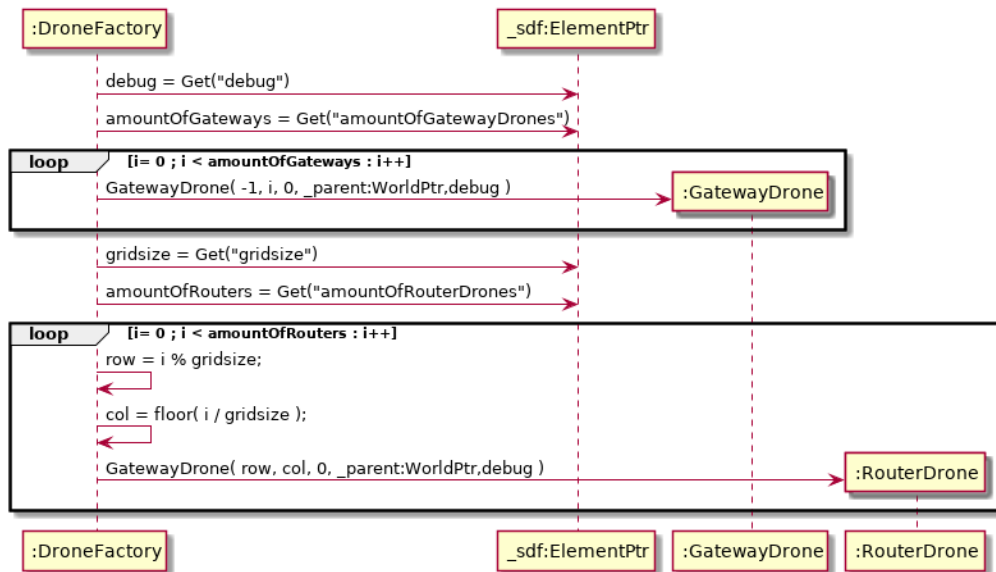 :DroneFactory
_sdf:ElementPtr
debug = Get("debug")
amountOfGateways = Get("amountOfGatewayDrones")
loop [i= 0 ; i < amountOfGateways : i++]
GatewayDrone( -1, i, 0, _parent:WorldPtr,debug )
:GatewayDrone
gridsize = Get("gridsize")
amountOfRouters = Get("amountOfRouterDrones")
loop [i= 0 ; i < amountOfRouters : i++]
row = i % gridsize;
col = floor( i / gridsize );
GatewayDrone( row, col, 0, _parent:WorldPtr,debug )
:RouterDrone
:DroneFactory
_sdf:ElementPtr
:GatewayDrone
:RouterDrone